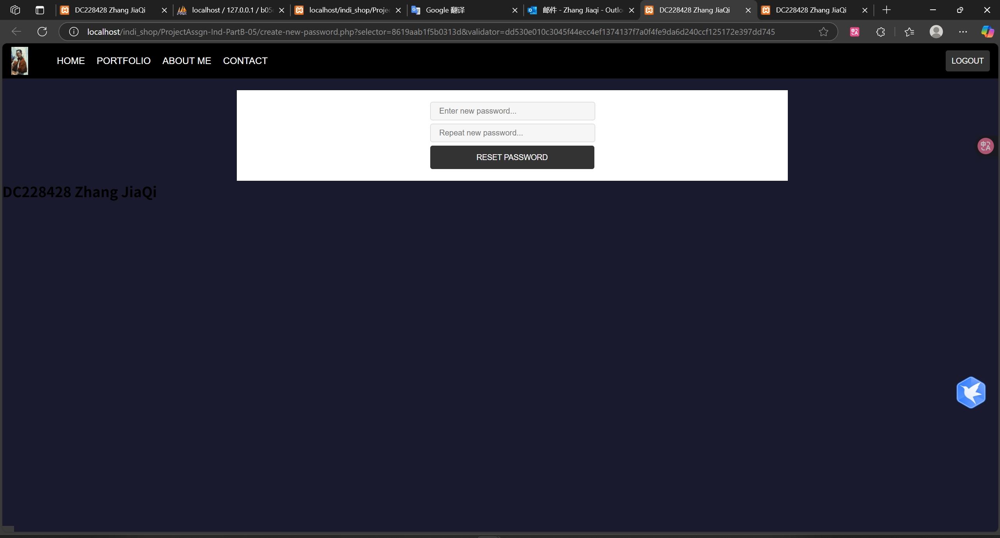 DC228428 Zhang JiaQi
localhost / 127.0.0.1 / b05
localhost/indi_shop/Projec
Google 翻译
邮件 - Zhang Jiaqi - Outlo
DC228428 Zhang JiaQi
DC228428 Zhang JiaQi
localhost/indi_shop/ProjectAssgn-Ind-PartB-05/create-new-password.php?selector=8619aab1f5b0313d&validator=dd530e010c3045f44ecc4ef1374137f7a0f4fe9da6d240ccf125172e397dd745
HOME PORTFOLIO ABOUT ME CONTACT LOGOUT
Enter new password...
Repeat new password...
RESET PASSWORD
DC228428 Zhang JiaQi